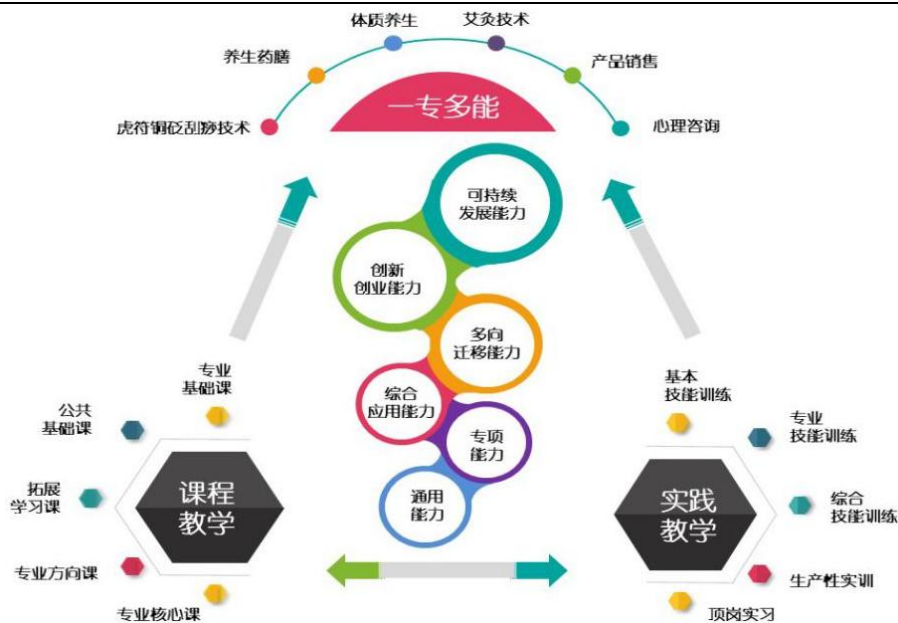 体质养生
艾灸技术
养生药膳
产品销售
一专多能
虎符铜砭刮痧技术
心理咨询
可持续
发展能力
创新
创业能力
多向
迁移能力
综合
应用能力
专项
能力
通用
能力
专业
基础课
公共
基础课
拓展
学习课
专业方向课
专业核心课
课程
教学
基本
技能训练
专业
技能训练
综合
技能训练
生产性实训
顶岗实习
实践
教学